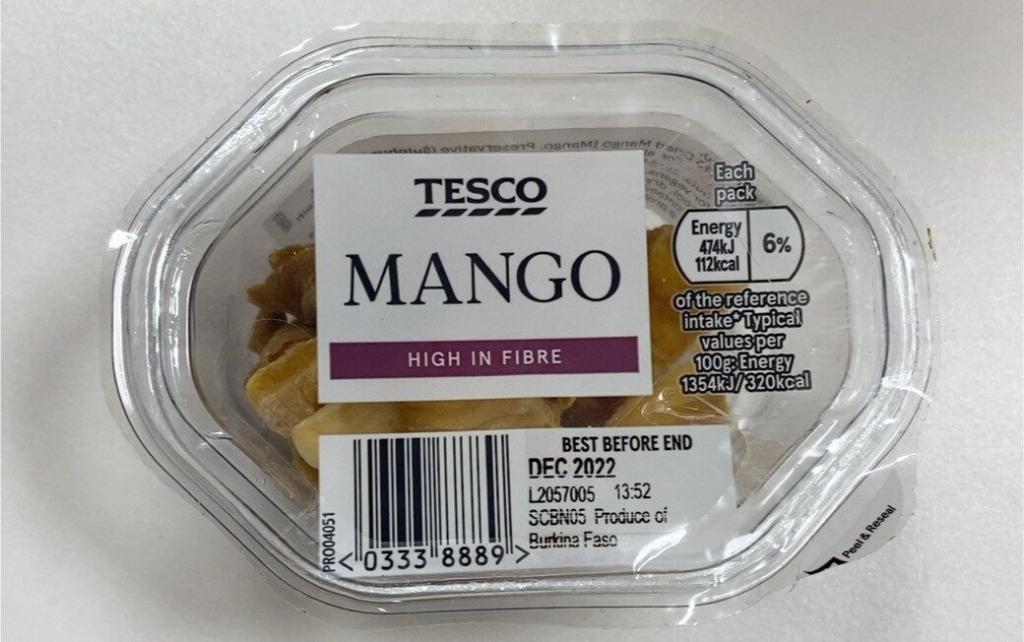 TESCO
MANGO
HIGH IN FIBRE
Each
pack
Energy
474kJ
112kcal
6%
of the reference
intake* Typical
values per
100g: Energy
1354kJ/320kcal
BEST BEFORE END
DEC 2022
L2057005 13:52
SCBN05 Produce of
Burkina Faso
PRO04051
<0333 8889>
Peel & Reseal